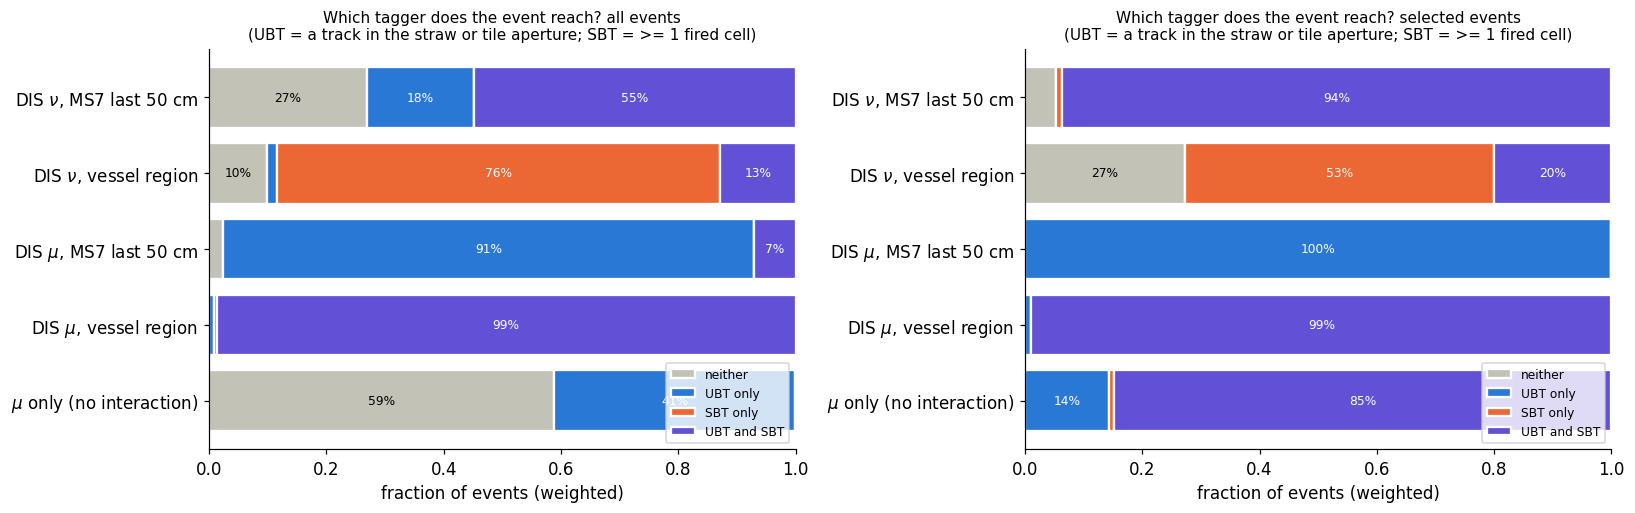 Which tagger does the event reach? all events
(UBT = a track in the straw or tile aperture; SBT = >= 1 fired cell)
DIS ν, MS7 last 50 cm
27%
18%
55%
DIS ν, vessel region
10%
76%
13%
DIS μ, MS7 last 50 cm
91%
7%
DIS μ, vessel region
99%
μ only (no interaction)
59%
neither
UBT only
SBT only
UBT and SBT
0.0
0.2
0.4
0.6
0.8
1.0
fraction of events (weighted)
Which tagger does the event reach? selected events
(UBT = a track in the straw or tile aperture; SBT = >= 1 fired cell)
DIS ν, MS7 last 50 cm
94%
DIS ν, vessel region
27%
53%
20%
DIS μ, MS7 last 50 cm
100%
DIS μ, vessel region
99%
μ only (no interaction)
14%
85%
neither
UBT only
SBT only
UBT and SBT
0.0
0.2
0.4
0.6
0.8
1.0
fraction of events (weighted)